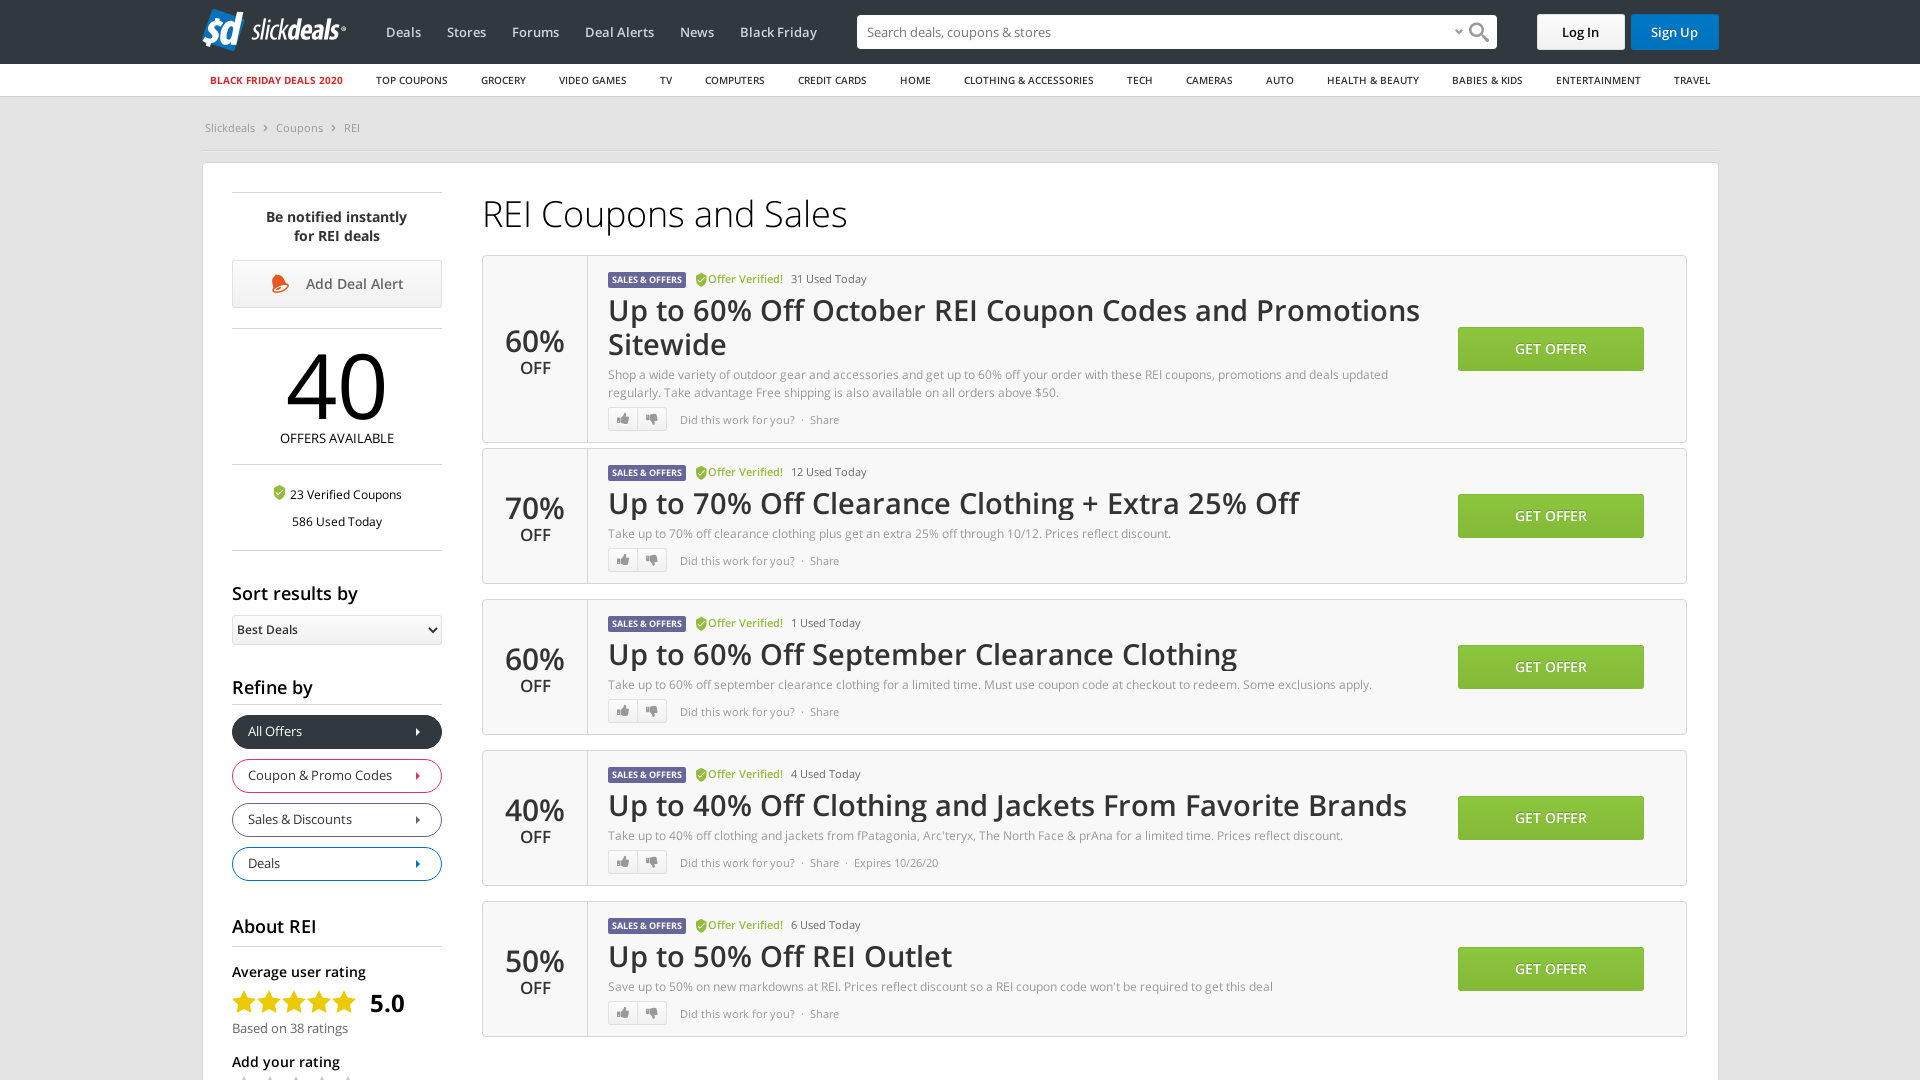 slickdeals
Deals
Stores
Forums
Deal Alerts
News
Black Friday
Search deals, coupons & shops
Log In
Sign Up
BLACK FRIDAY DEALS 2020
TOP COUPONS
GROCERY
VIDEO GAMES
TV
COMPUTERS
CREDIT CARDS
HOME
CLOTHING & ACCESSORIES
TECH
CAMERAS
AUTO
HEALTH & BEAUTY
BABIES & KIDS
ENTERTAINMENT
TRAVEL
Slickdeals › Coupons › REI
Be notified instantly
for REI deals
Add Deal Alert
40
OFFERS AVAILABLE
23 Verified Coupons
586 Used Today
Sort results by
Best Deals
Refine by
All Offers
Coupon & Promo Codes
Sales & Discounts
Deals
About REI
Average user rating
5.0
Based on 38 ratings
Add your rating
REI Coupons and Sales
60%
OFF
SALES & OFFERS Offer Verified! 31 Used Today
Up to 60% Off October REI Coupon Codes and Promotions
Sitewide
Shop a wide variety of outdoor gear and accessories and get up to 60% off your order with these REI coupons, promotions and deals updated
regularly. Take advantage Free shipping is also available on all orders above $50.
Did this work for you? · Share
GET OFFER
70%
OFF
SALES & OFFERS Offer Verified! 12 Used Today
Up to 70% Off Clearance Clothing + Extra 25% Off
Take up to 70% off clearance clothing plus get an extra 25% off through 10/12. Prices reflect discount.
Did this work for you? · Share
GET OFFER
60%
OFF
SALES & OFFERS Offer Verified! 1 Used Today
Up to 60% Off September Clearance Clothing
Take up to 60% off september clearance clothing for a limited time. Must use coupon code at checkout to redeem. Some exclusions apply.
Did this work for you? · Share
GET OFFER
40%
OFF
SALES & OFFERS Offer Verified! 4 Used Today
Up to 40% Off Clothing and Jackets From Favorite Brands
Take up to 40% off clothing and jackets from fPatagonia, Arc'teryx, The North Face & prAna for a limited time. Prices reflect discount.
Did this work for you? · Share · Expires 10/26/20
GET OFFER
50%
OFF
SALES & OFFERS Offer Verified! 6 Used Today
Up to 50% Off REI Outlet
Save up to 50% on new markdowns at REI. Prices reflect discount so a REI coupon code won't be required to get this deal
Did this work for you? · Share
GET OFFER